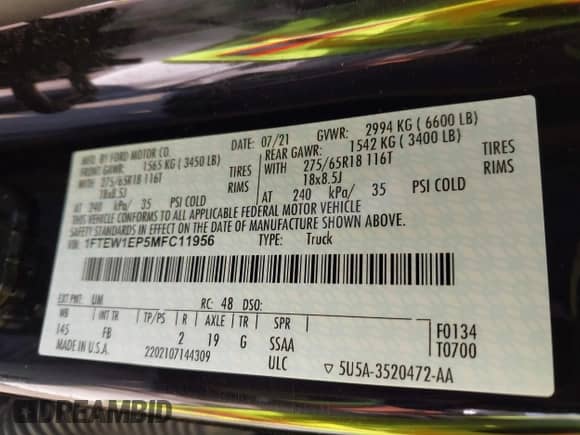 MFD. BY FORD MOTOR CO.
DATE: 07/21 GVWR: 2994 KG ( 6600 LB)
FRONT GAWR: 1565 KG ( 3450 LB)
REAR GAWR: 1542 KG ( 3400 LB)
WITH 275/65R18 116T TIRES
WITH 275/65R18 116T TIRES
18x8.5J RIMS
18x8.5J RIMS
AT 240 kPa/ 35 PSI COLD
AT 240 kPa/ 35 PSI COLD
THIS VEHICLE CONFORMS TO ALL APPLICABLE FEDERAL MOTOR VEHICLE
SAFETY STANDARDS IN EFFECT ON THE DATE OF MANUFACTURE SHOWN ABOVE.
VIN: 1FTEW1EP5MFC11956 TYPE: Truck
EXT PNT: UM RC: 48 DSO:
WB INT TR TP/PS R AXLE TR SPR
145 FB 2 19 G SSAA
F0134
T0700
MADE IN U.S.A. 2202107144309 ULC
▽ 5U5A-3520472-AA
DREAMBID